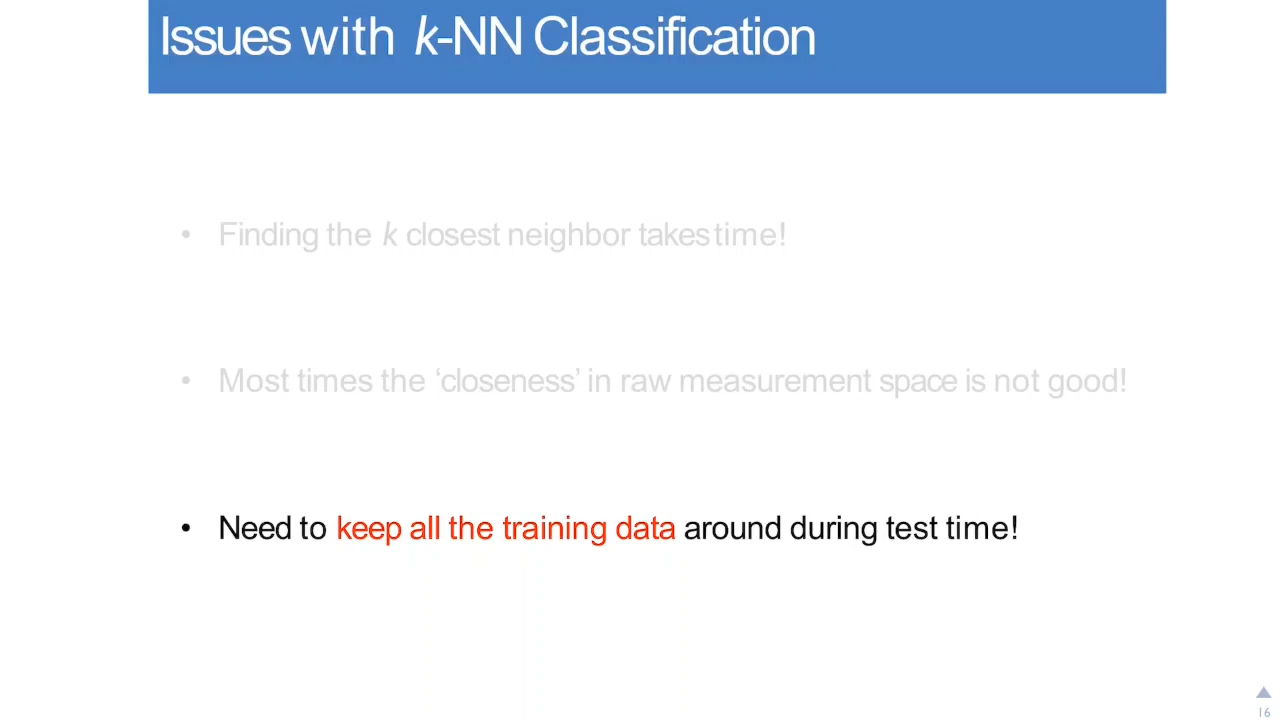 Issues with k-NN Classification
• Finding the k closest neighbor takes time!
• Most times the ‘closeness’ in raw measurement space is not good!
• Need to keep all the training data around during test time!
16